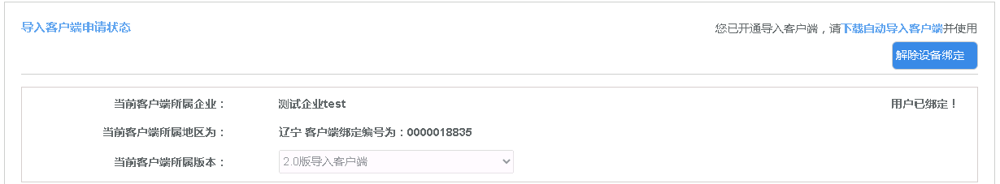 导入客户端申请状态
您已开通导入客户端，请下载自动导入客户端并使用
解除设备绑定
当前客户端所属企业： 测试企业test 用户已绑定！
当前客户端所属地区为： 辽宁 客户端绑定编号为：0000018835
当前客户端所属版本： 2.0版导入客户端